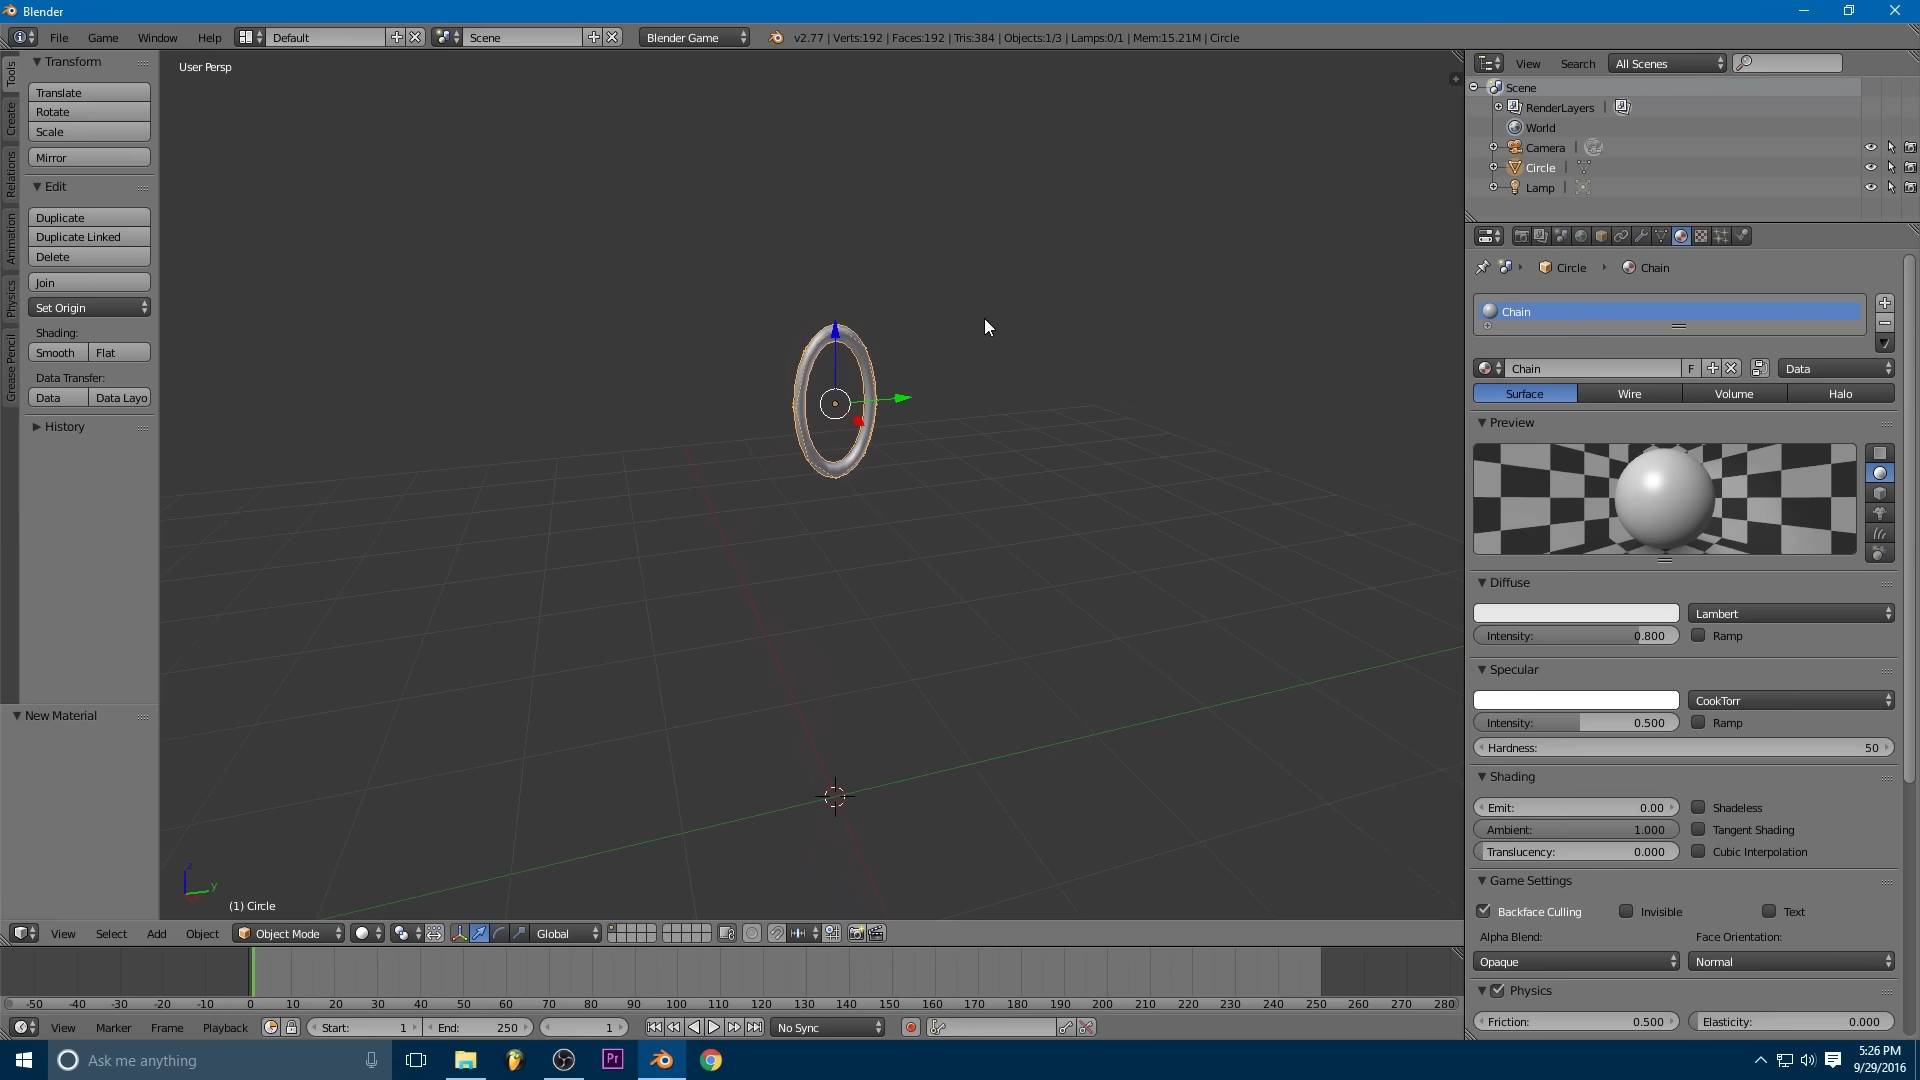 Blender
File Game Window Help Default Scene Blender Game v2.77 | Verts:192 | Faces:192 | Tris:384 | Objects:1/3 | Lamps:0/1 | Mem:15.21M | Circle
Tools
Create
Relations
Animation
Physics
Grease Pencil
Transform
Translate
Rotate
Scale
Mirror
Edit
Duplicate
Duplicate Linked
Delete
Join
Set Origin
Shading:
Smooth Flat
Data Transfer:
Data Data Layo
History
New Material
User Persp
z
y
(1) Circle
View Select Add Object Object Mode Global
-50 -40 -30 -20 -10 0 10 20 30 40 50 60 70 80 90 100 110 120 130 140 150 160 170 180 190 200 210 220 230 240 250 260 270 280
View Marker Frame Playback Start: 1 End: 250 1 No Sync
View Search All Scenes
Scene
RenderLayers |
World
Camera |
Circle |
Lamp |
Circle Chain
Chain
Chain F Data
Surface Wire Volume Halo
Preview
Diffuse
Lambert
Intensity: 0.800 Ramp
Specular
CookTorr
Intensity: 0.500 Ramp
Hardness: 50
Shading
Emit: 0.00 Shadeless
Ambient: 1.000 Tangent Shading
Translucency: 0.000 Cubic Interpolation
Game Settings
Backface Culling Invisible Text
Alpha Blend: Face Orientation:
Opaque Normal
Physics
Friction: 0.500 Elasticity: 0.000
Ask me anything
Pr
5:26 PM
9/29/2016